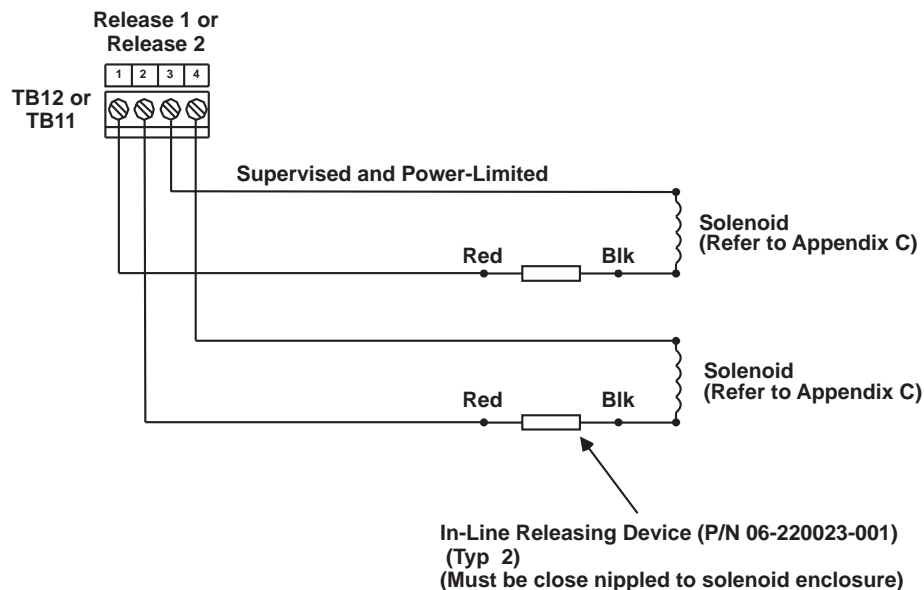 Release 1 or
Release 2
1 2 3 4
TB12 or
TB11
Supervised and Power-Limited
Solenoid
(Refer to Appendix C)
Red Blk
Solenoid
(Refer to Appendix C)
Red Blk
In-Line Releasing Device (P/N 06-220023-001)
(Typ 2)
(Must be close nippled to solenoid enclosure)